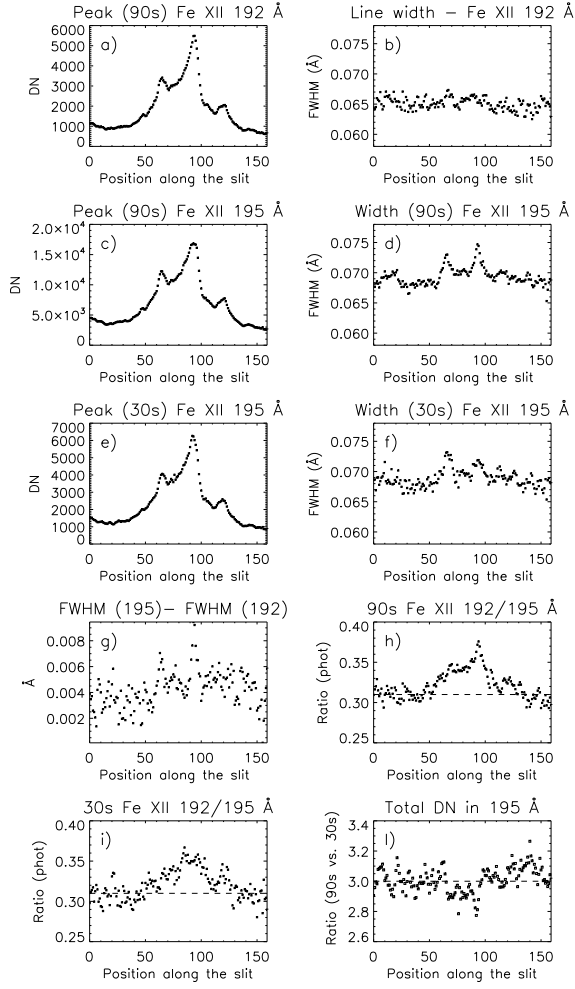 Peak (90s) Fe XII 192 Å
Line width – Fe XII 192 Å
a)
b)
DN
FWHM (Å)
6000
5000
4000
3000
2000
1000
0
0.075
0.070
0.065
0.060
0 50 100 150
0 50 100 150
Position along the slit
Position along the slit
Peak (90s) Fe XII 195 Å
Width (90s) Fe XII 195 Å
c)
d)
DN
FWHM (Å)
2.0×10⁴
1.5×10⁴
1.0×10⁴
5.0×10³
0
0.075
0.070
0.065
0.060
0 50 100 150
0 50 100 150
Position along the slit
Position along the slit
Peak (30s) Fe XII 195 Å
Width (30s) Fe XII 195 Å
e)
f)
DN
FWHM (Å)
7000
6000
5000
4000
3000
2000
1000
0
0.075
0.070
0.065
0.060
0 50 100 150
0 50 100 150
Position along the slit
Position along the slit
FWHM (195)– FWHM (192)
90s Fe XII 192/195 Å
g)
h)
Å
Ratio (phot)
0.008
0.006
0.004
0.002
0.40
0.35
0.30
0.25
0 50 100 150
0 50 100 150
Position along the slit
Position along the slit
30s Fe XII 192/195 Å
Total DN in 195 Å
i)
l)
Ratio (phot)
Ratio (90s vs. 30s)
0.40
0.35
0.30
0.25
3.4
3.2
3.0
2.8
2.6
0 50 100 150
0 50 100 150
Position along the slit
Position along the slit